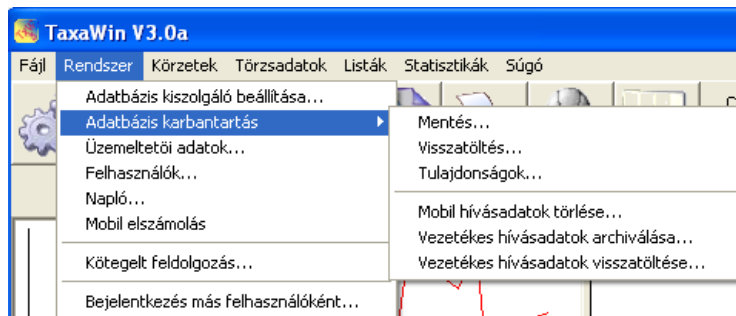 TaxaWin V3.0a
Fájl Rendszer Körzetek Törzsadatok Listák Statisztikák Súgó
Adatbázis kiszolgáló beállítása...
Adatbázis karbantartás
Üzemeltetöi adatok...
Felhasználók...
Napló...
Mobil elszámolás
Kötegelt feldolgozás...
Bejelentkezés más felhasználóként...
Mentés...
Visszatöltés...
Tulajdonságok...
Mobil hívásadatok törlése...
Vezetékes hívásadatok archiválása...
Vezetékes hívásadatok visszatöltése...